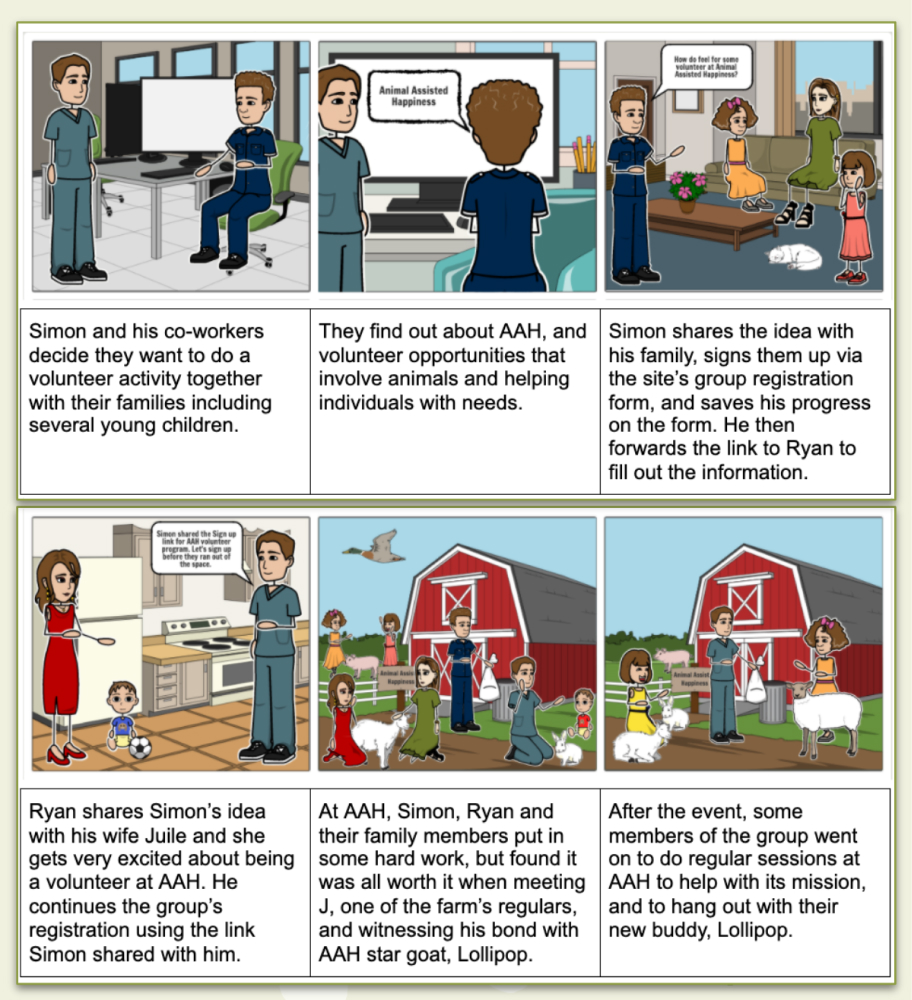 Animal Assisted
Happiness
How do feel for some
volunteer at Animal
Assisted Happiness?
Simon and his co-workers
decide they want to do a
volunteer activity together
with their families including
several young children.
They find out about AAH, and
volunteer opportunities that
involve animals and helping
individuals with needs.
Simon shares the idea with
his family, signs them up via
the site’s group registration
form, and saves his progress
on the form. He then
forwards the link to Ryan to
fill out the information.
Simon shared the Sign up
link for AAH volunteer
program. Let's sign up
before they ran out of
the space.
Animal Assist
Happiness
Animal Assist
Happiness
Ryan shares Simon’s idea
with his wife Juile and she
gets very excited about being
a volunteer at AAH. He
continues the group’s
registration using the link
Simon shared with him.
At AAH, Simon, Ryan and
their family members put in
some hard work, but found it
was all worth it when meeting
J, one of the farm’s regulars,
and witnessing his bond with
AAH star goat, Lollipop.
After the event, some
members of the group went
on to do regular sessions at
AAH to help with its mission,
and to hang out with their
new buddy, Lollipop.